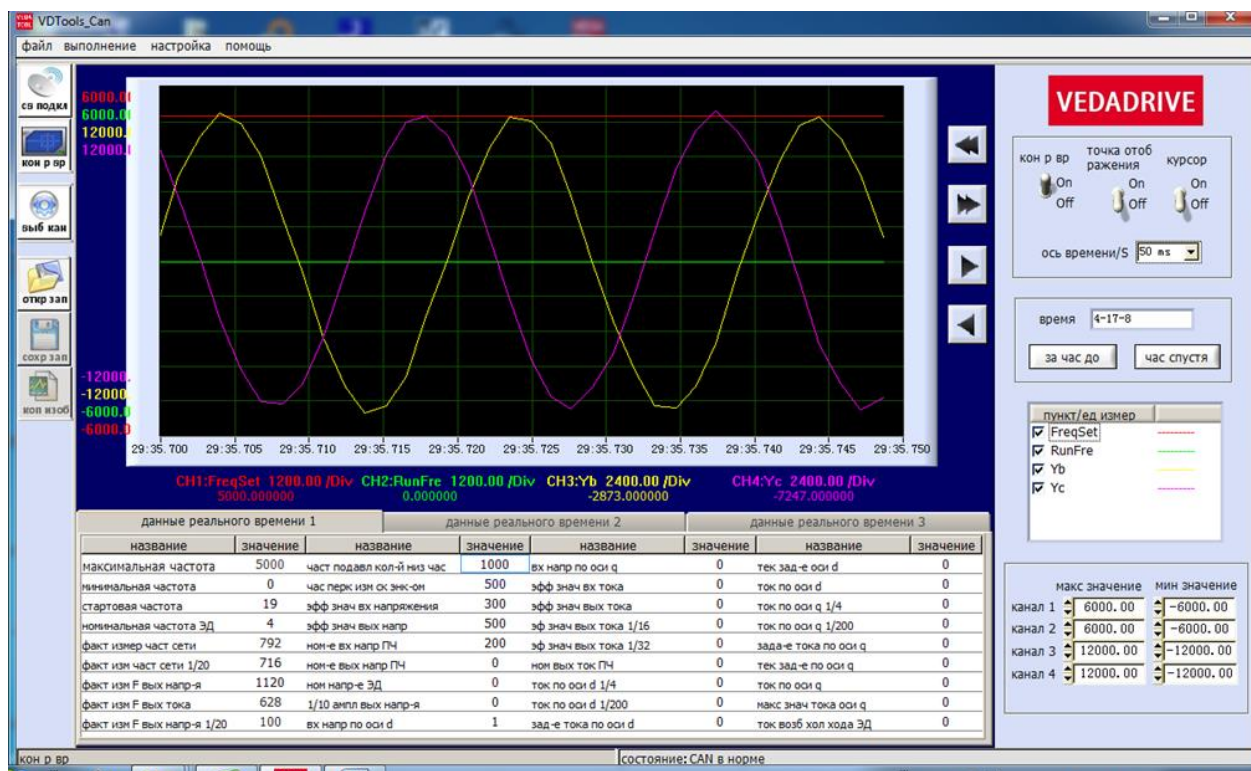 VDTools_Can
файл выполнение настройка помощь
св подкл
кон р вр
выб кан
откр зап
сохр зап
коп изоб
6000.0
6000.0
12000.
12000.
-12000.
-12000.
-6000.0
-6000.0
29:35.700 29:35.705 29:35.710 29:35.715 29:35.720 29:35.725 29:35.730 29:35.735 29:35.740 29:35.745 29:35.750
CH1:FreqSet 1200.00 /Div CH2:RunFre 1200.00 /Div CH3:Yb 2400.00 /Div CH4:Yc 2400.00 /Div
5000.000000 0.000000 -2873.000000 -7247.000000
VEDADRIVE
кон р вр точка отоб
ражения курсор
On On On
Off Off Off
ось времени/S 50 ms
время 4-17-8
за час до час спустя
пункт/ед измер
FreqSet
RunFre
Yb
Yc
макс значение мин значение
канал 1 6000.00 -6000.00
канал 2 6000.00 -6000.00
канал 3 12000.00 -12000.00
канал 4 12000.00 -12000.00
данные реального времени 1 данные реального времени 2 данные реального времени 3
название значение название значение название значение название значение
максимальная частота 5000 част подавл кол-й низ час 1000 вх напр по оси q 0 тек зад-е оси d 0
минимальная частота 0 час перк изм ск энк-он 500 эфф знач вх тока 0 ток по оси d 0
стартовая частота 19 эфф знач вх напряжения 300 эфф знач вых тока 0 ток по оси q 1/4 0
номинальная частота ЭД 4 эфф знач вых напр 500 эф знач вых тока 1/16 0 ток по оси q 1/200 0
факт измер част сети 792 ном-е вх напр ПЧ 200 эф знач вых тока 1/32 0 зада-е тока по оси q 0
факт изм част сети 1/20 716 ном-е вых напр ПЧ 0 ном вых ток ПЧ 0 тек зад-е по оси q 0
факт изм F вых напр-я 1120 ном напр-е ЭД 0 ток по оси d 1/4 0 ток по оси q 0
факт изм F вых тока 628 1/10 ампл вых напр-я 0 ток по оси d 1/200 0 макс знач тока оси q 0
факт изм F вых напр-я 1/20 100 вх напр по оси d 1 зад-е тока по оси d 0 ток возб хол хода ЭД 0
кон р вр состояние: CAN в норме